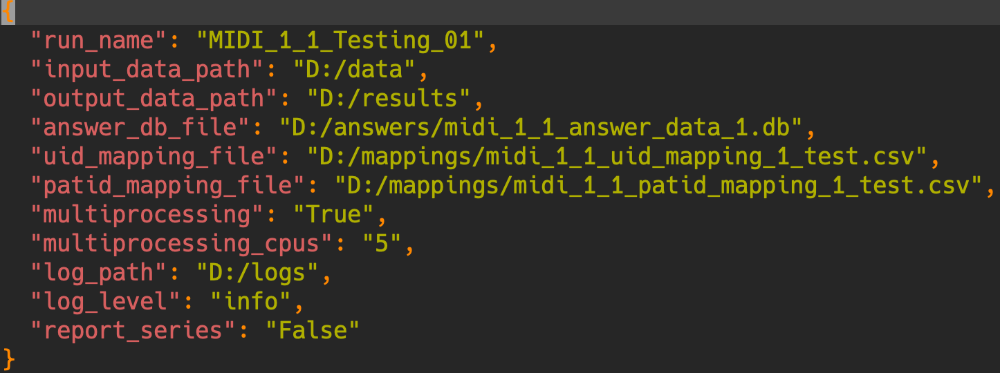 {
"run_name": "MIDI_1_1_Testing_01",
"input_data_path": "D:/data",
"output_data_path": "D:/results",
"answer_db_file": "D:/answers/midi_1_1_answer_data_1.db",
"uid_mapping_file": "D:/mappings/midi_1_1_uid_mapping_1_test.csv",
"patid_mapping_file": "D:/mappings/midi_1_1_patid_mapping_1_test.csv",
"multiprocessing": "True",
"multiprocessing_cpus": "5",
"log_path": "D:/logs",
"log_level": "info",
"report_series": "False"
}